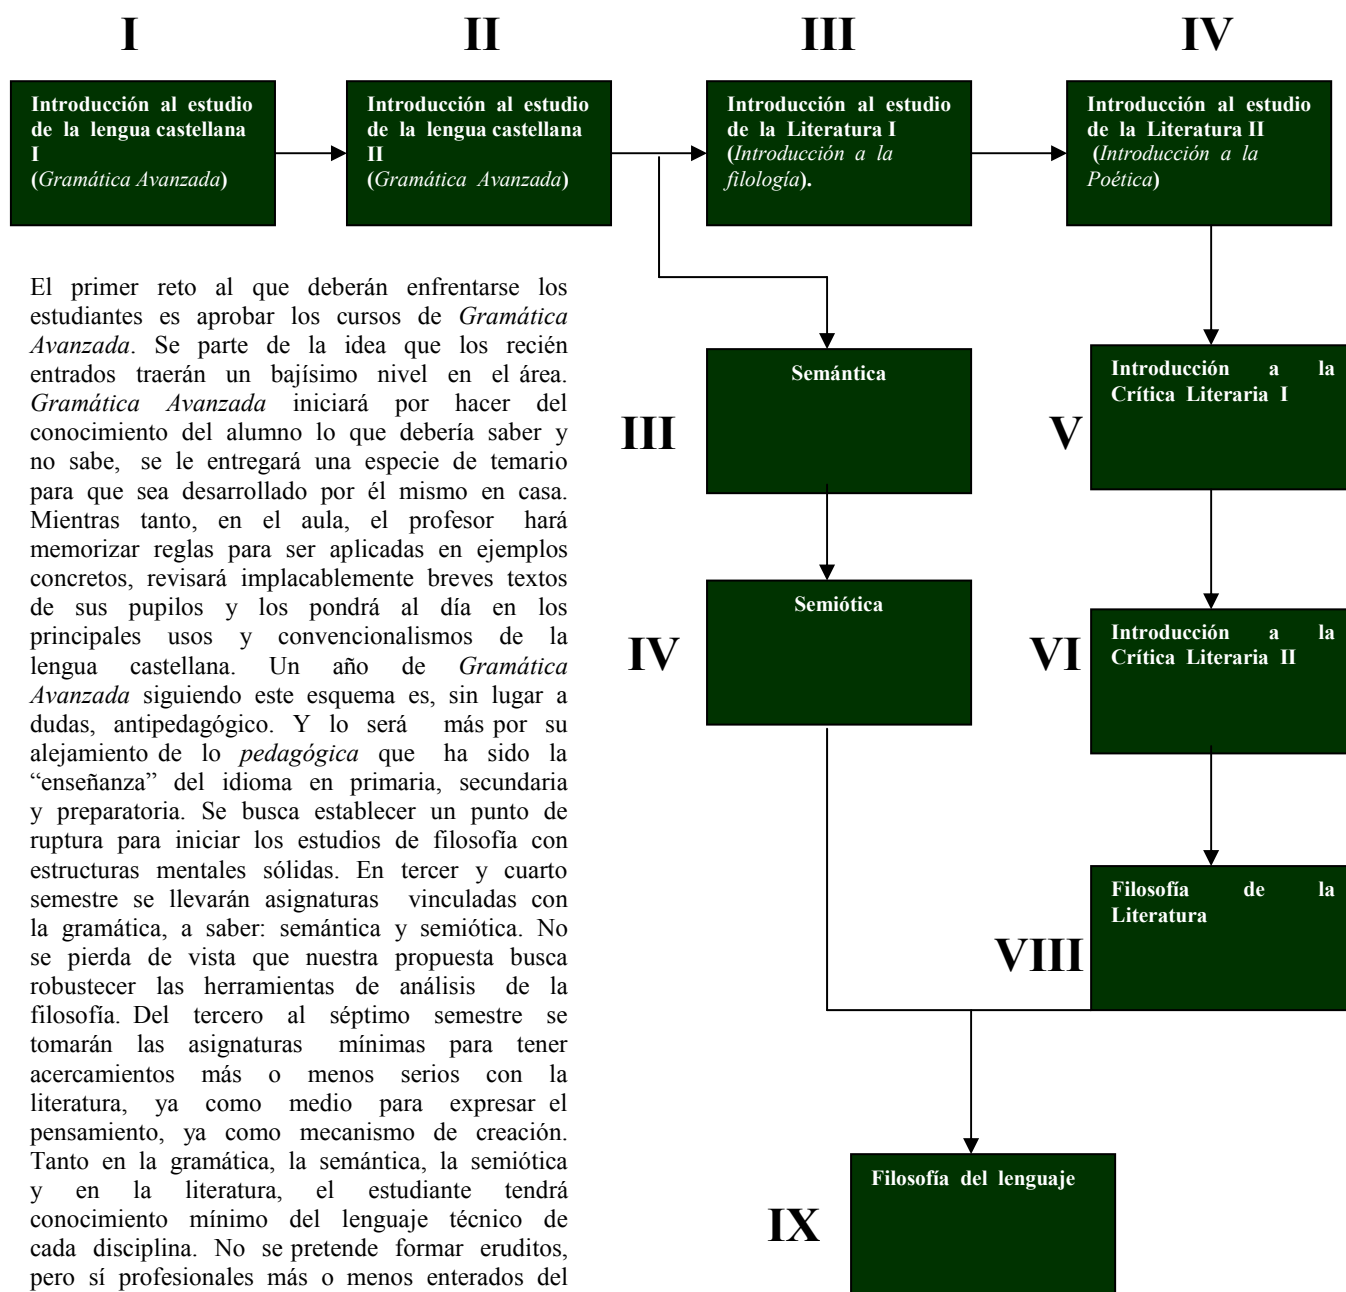 I
II
III
IV
Introducción al estudio
de la lengua castellana
I
(Gramática Avanzada)
Introducción al estudio
de la lengua castellana
II
(Gramática Avanzada)
Introducción al estudio
de la Literatura I
(Introducción a la
filología).
Introducción al estudio
de la Literatura II
(Introducción a la
Poética)
El primer reto al que deberán enfrentarse los
estudiantes es aprobar los cursos de Gramática
Avanzada. Se parte de la idea que los recién
entrados traerán un bajísimo nivel en el área.
Gramática Avanzada iniciará por hacer del
conocimiento del alumno lo que debería saber y
no sabe, se le entregará una especie de temario
para que sea desarrollado por él mismo en casa.
Mientras tanto, en el aula, el profesor hará
memorizar reglas para ser aplicadas en ejemplos
concretos, revisará implacablemente breves textos
de sus pupilos y los pondrá al día en los
principales usos y convencionalismos de la
lengua castellana. Un año de Gramática
Avanzada siguiendo este esquema es, sin lugar a
dudas, antipedagógico. Y lo será más por su
alejamiento de lo pedagógica que ha sido la
“enseñanza” del idioma en primaria, secundaria
y preparatoria. Se busca establecer un punto de
ruptura para iniciar los estudios de filosofía con
estructuras mentales sólidas. En tercer y cuarto
semestre se llevarán asignaturas vinculadas con
la gramática, a saber: semántica y semiótica. No
se pierda de vista que nuestra propuesta busca
robustecer las herramientas de análisis de la
filosofía. Del tercero al séptimo semestre se
tomarán las asignaturas mínimas para tener
acercamientos más o menos serios con la
literatura, ya como medio para expresar el
pensamiento, ya como mecanismo de creación.
Tanto en la gramática, la semántica, la semiótica
y en la literatura, el estudiante tendrá
conocimiento mínimo del lenguaje técnico de
cada disciplina. No se pretende formar eruditos,
pero sí profesionales más o menos enterados del
III
Semántica
IV
Semiótica
V
Introducción a la
Crítica Literaria I
VI
Introducción a la
Crítica Literaria II
VIII
Filosofía de la
Literatura
IX
Filosofía del lenguaje